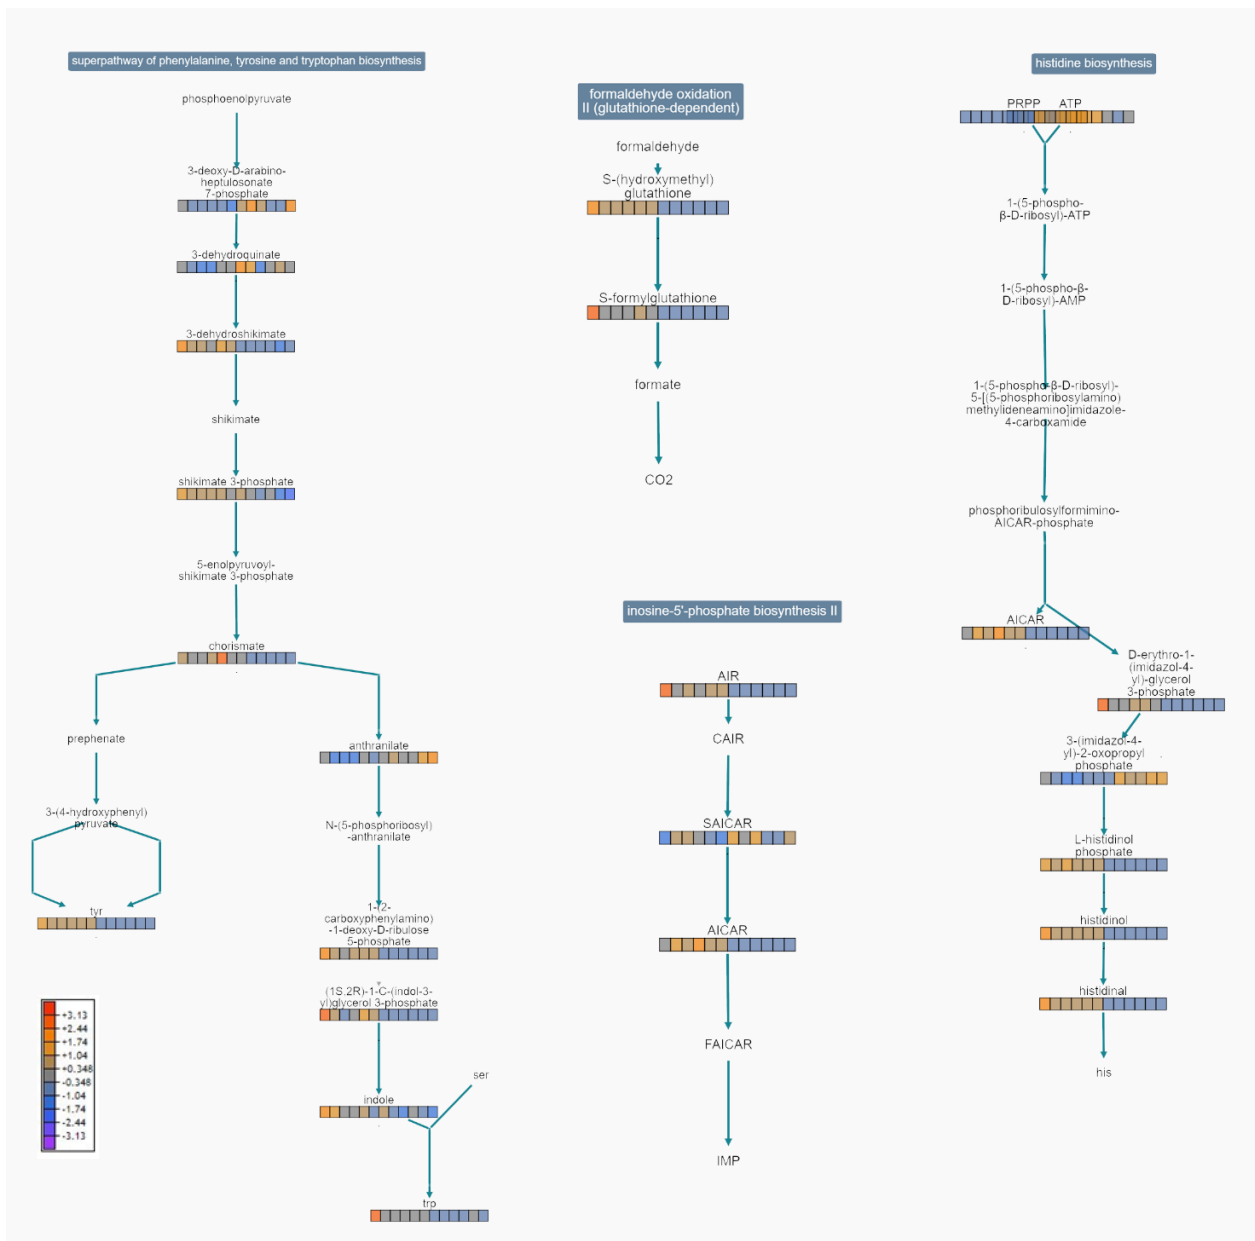 superpathway of phenylalanine, tyrosine and tryptophan biosynthesis
phosphoenolpyruvate
3-deoxy-D-arabino-
heptulosonate
7-phosphate
3-dehydroquinate
3-dehydroshikimate
shikimate
shikimate 3-phosphate
5-enolpyruvoyl-
shikimate 3-phosphate
chorismate
prephenate
3-(4-hydroxyphenyl)
pyruvate
tyr
anthranilate
N-(5-phosphoribosyl)
-anthranilate
1-(2-
carboxyphenylamino)
-1-deoxy-D-ribulose
5-phosphate
(1S,2R)-1-C-(indol-3-
yl)glycerol 3-phosphate
indole
ser
trp
+3.13
+2.44
+1.74
+1.04
+0.348
-0.348
-1.04
-1.74
-2.44
-3.13
formaldehyde oxidation
II (glutathione-dependent)
formaldehyde
S-(hydroxymethyl)
glutathione
S-formylglutathione
formate
CO2
inosine-5'-phosphate biosynthesis II
AIR
CAIR
SAICAR
AICAR
FAICAR
IMP
histidine biosynthesis
PRPP ATP
1-(5-phospho-
β-D-ribosyl)-ATP
1-(5-phospho-β-
D-ribosyl)-AMP
1-(5-phospho-β-D-ribosyl)-
5-[(5-phosphoribosylamino)
methylideneamino]imidazole-
4-carboxamide
phosphoribulosylformimino-
AICAR-phosphate
AICAR
D-erythro-1-
(imidazol-4-
yl)-glycerol
3-phosphate
3-(imidazol-4-
yl)-2-oxopropyl
phosphate
L-histidinol
phosphate
histidinol
histidinal
his